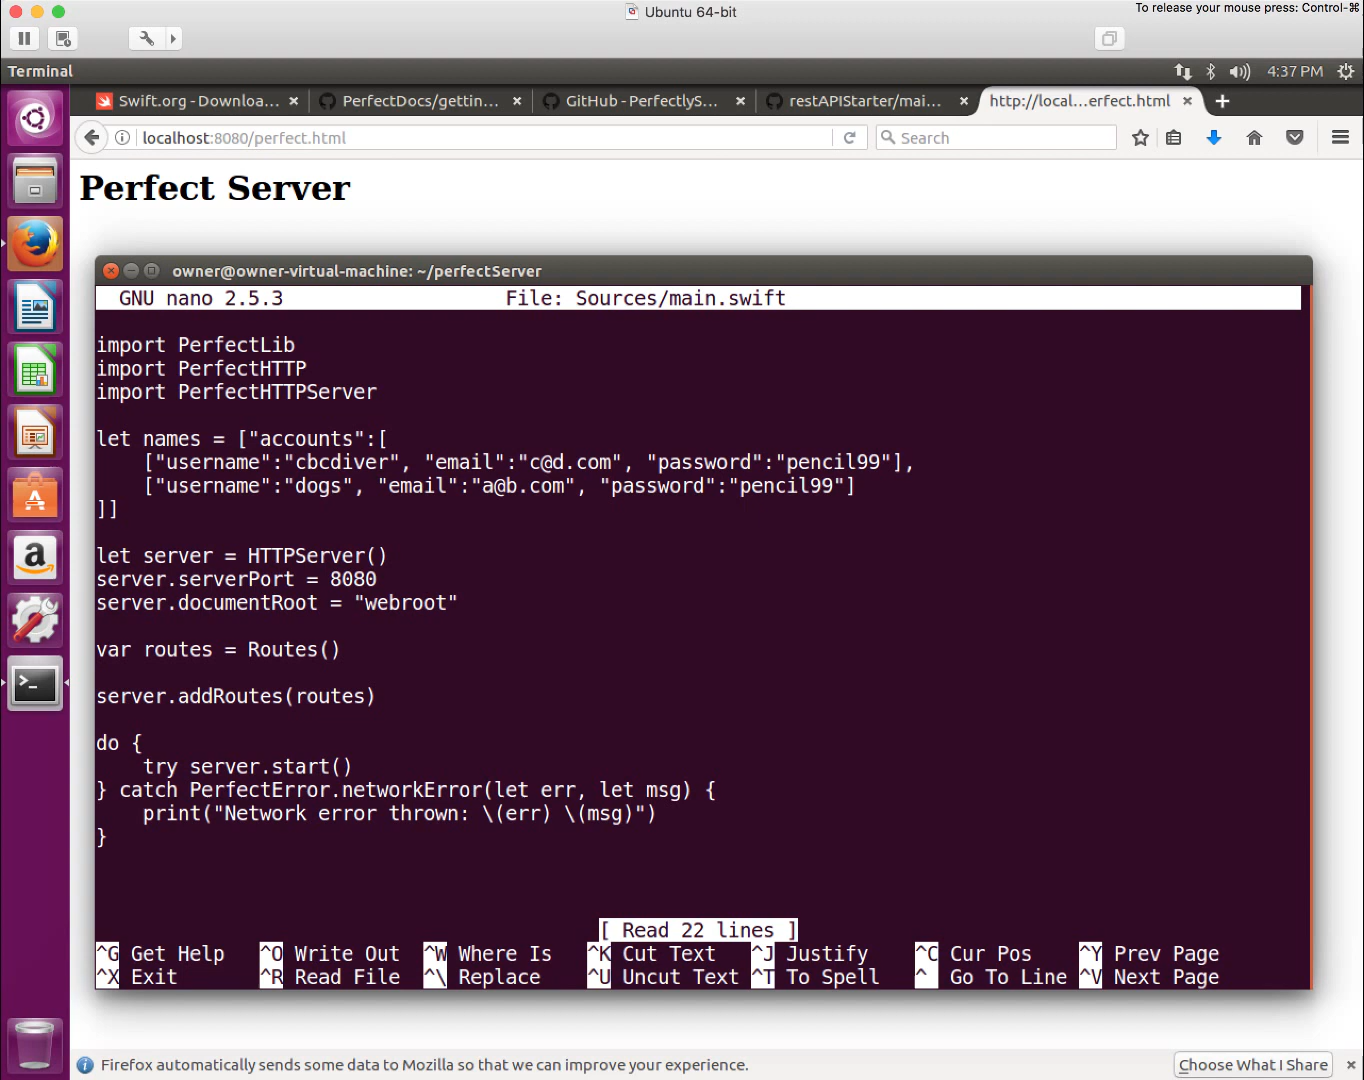 Ubuntu 64-bit
To release your mouse press: Control-⌘
Terminal
4:37 PM
Swift.org - Downloa... ×
PerfectDocs/gettin... ×
GitHub - PerfectlyS... ×
restAPIStarter/mai... ×
http://local...erfect.html ×
localhost:8080/perfect.html
Search
Perfect Server
owner@owner-virtual-machine: ~/perfectServer
GNU nano 2.5.3 File: Sources/main.swift
import PerfectLib
import PerfectHTTP
import PerfectHTTPServer
let names = ["accounts":[
["username":"cbcdiver", "email":"c@d.com", "password":"pencil99"],
["username":"dogs", "email":"a@b.com", "password":"pencil99"]
]]
let server = HTTPServer()
server.serverPort = 8080
server.documentRoot = "webroot"
var routes = Routes()
server.addRoutes(routes)
do {
try server.start()
} catch PerfectError.networkError(let err, let msg) {
print("Network error thrown: \(err) \(msg)")
}
[ Read 22 lines ]
^G Get Help ^O Write Out ^W Where Is ^K Cut Text ^J Justify ^C Cur Pos ^Y Prev Page
^X Exit ^R Read File ^\ Replace ^U Uncut Text ^T To Spell ^_ Go To Line ^V Next Page
Firefox automatically sends some data to Mozilla so that we can improve your experience.
Choose What I Share ×